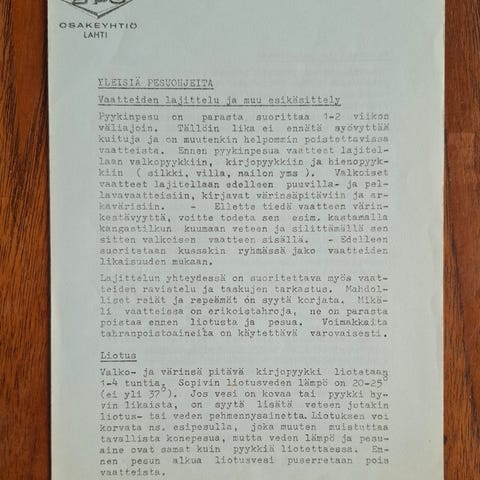 OSAKEYHTIÖ
LAHTI
YLEISIÄ PESUOHJEITA
Vaatteiden lajittelu ja muu esikäsittely
Pyykinpesu on parasta suorittaa 1-2 viikon
väliajoin. Tällöin lika ei ennätä syövyttää
kuituja ja on muutenkin helpommin poistettavissa
vaatteista. Ennen pyykinpesua vaatteet lajitel-
laan valkopyykkiin, kirjopyykkiin ja hienopyyk-
kiin ( silkki, villa, nailon yms ). Valkoiset
vaatteet lajitellaan edelleen puuvilla- ja pel-
lavavaatteisiin, kirjavat värinsäpitäviin ja ar-
kavärisiin. - Ellette tiedä vaatteen värin-
kestävyyttä, voitte todeta sen esim. kastamalla
kangastilkun kuumaan veteen ja silittämällä sen
sitten valkoisen vaatteen sisällä. - Edelleen
suoritetaan kussakin ryhmässä jako vaatteiden
likaisuuden mukaan.
Lajittelun yhteydessä on suoritettava myös vaat-
teiden ravistelu ja taskujen tarkastus. Mahdol-
liset reiät ja repeämät on syytä korjata. Mikä-
li vaatteissa on erikoistahroja, ne on parasta
poistaa ennen liotusta ja pesua. Voimakkaita
tahranpoistoaineita on käytettävä varovaisesti.
Liotus
Valko- ja värinsä pitävä kirjopyykki liotetaan
1-4 tuntia. Sopivin liotusveden lämpö on 20-25°
(ei yli 37°). Jos vesi on kovaa tai pyykki hy-
vin likaista, on syytä lisätä veteen jotakin
liotus- tai veden pehmennysainetta. Liotuksen voi
korvata ns. esipesulla, joka muuten muistuttaa
tavallista konepesua, mutta veden lämpö ja pesu-
aine ovat samat kuin pyykkiä liotettaessa. En-
nen pesun alkua liotusvesi puserretaan pois
vaatteista.